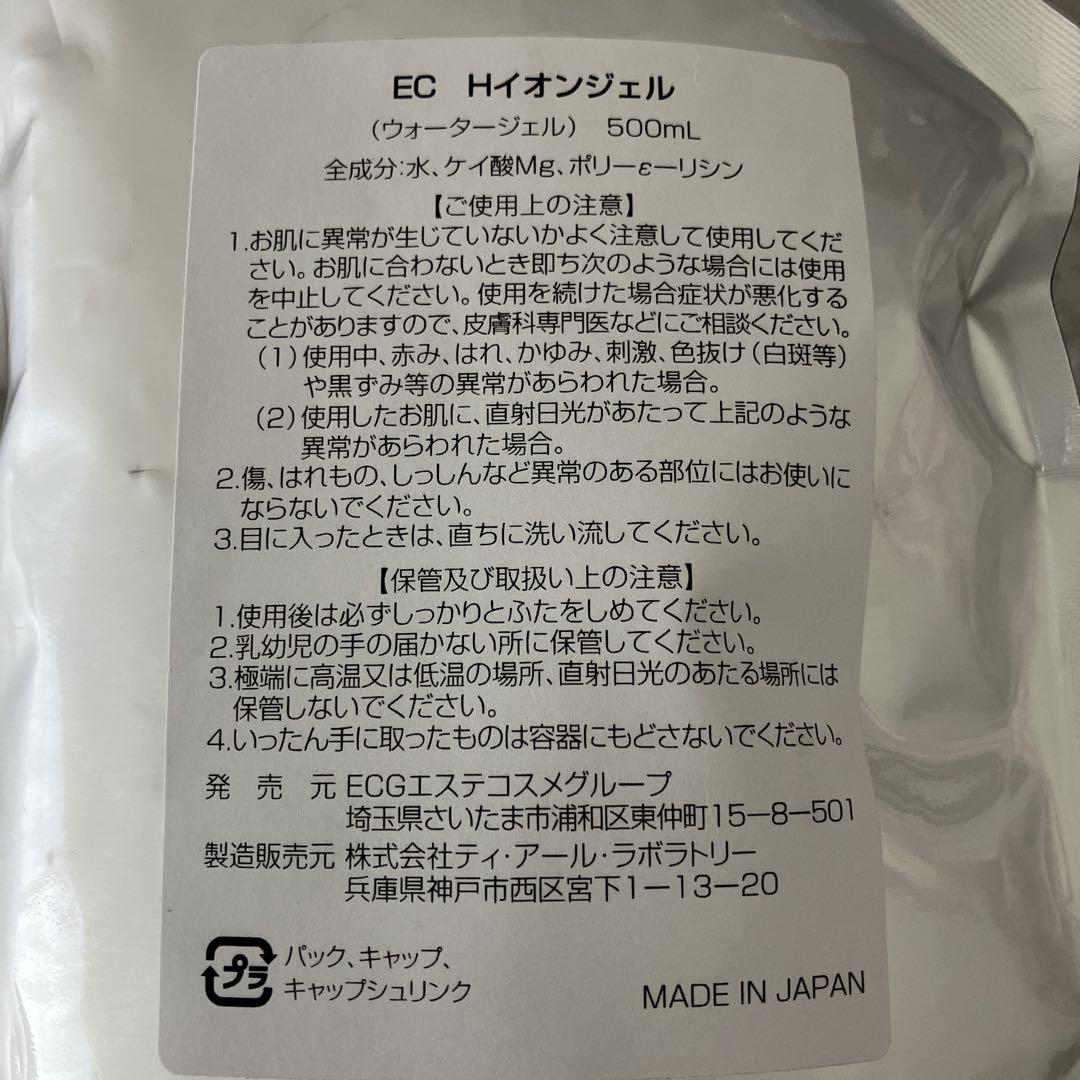 EC Hイオンジェル
（ウォータージェル） 500mL
全成分:水、ケイ酸Mg、ポリーεーリシン
【ご使用上の注意】
1.お肌に異常が生じていないかよく注意して使用してくだ
さい。お肌に合わないとき即ち次のような場合には使用
を中止してください。使用を続けた場合症状が悪化する
ことがありますので、皮膚科専門医などにご相談ください。
（1）使用中、赤み、はれ、かゆみ、刺激、色抜け（白斑等）
や黒ずみ等の異常があらわれた場合。
（2）使用したお肌に、直射日光があたって上記のような
異常があらわれた場合。
2.傷、はれもの、しっしんなど異常のある部位にはお使いに
ならないでください。
3.目に入ったときは、直ちに洗い流してください。
【保管及び取扱い上の注意】
1.使用後は必ずしっかりとふたをしめてください。
2.乳幼児の手の届かない所に保管してください。
3.極端に高温又は低温の場所、直射日光のあたる場所には
保管しないでください。
4.いったん手に取ったものは容器にもどさないでください。
発売元 ECGエステコスメグループ
埼玉県さいたま市浦和区東仲町15ー8ー501
製造販売元 株式会社ティ・アール・ラボラトリー
兵庫県神戸市西区宮下1ー13ー20
プラ パック、キャップ、
キャップシュリンク
MADE IN JAPAN